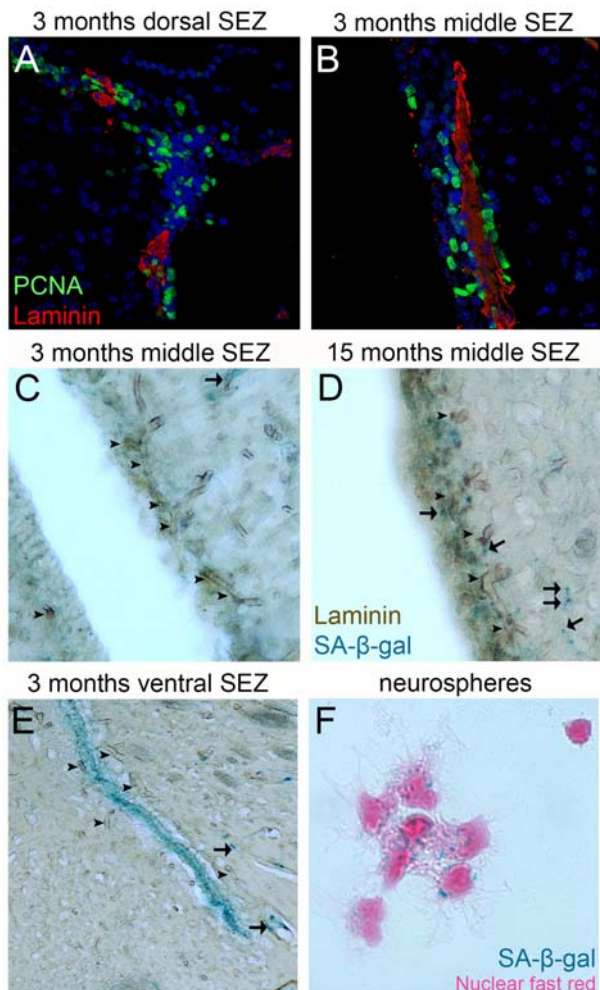 3 months dorsal SEZ
3 months middle SEZ
A
B
PCNA
Laminin
3 months middle SEZ
15 months middle SEZ
C
D
Laminin
SA-β-gal
3 months ventral SEZ
neurospheres
E
F
SA-β-gal
Nuclear fast red